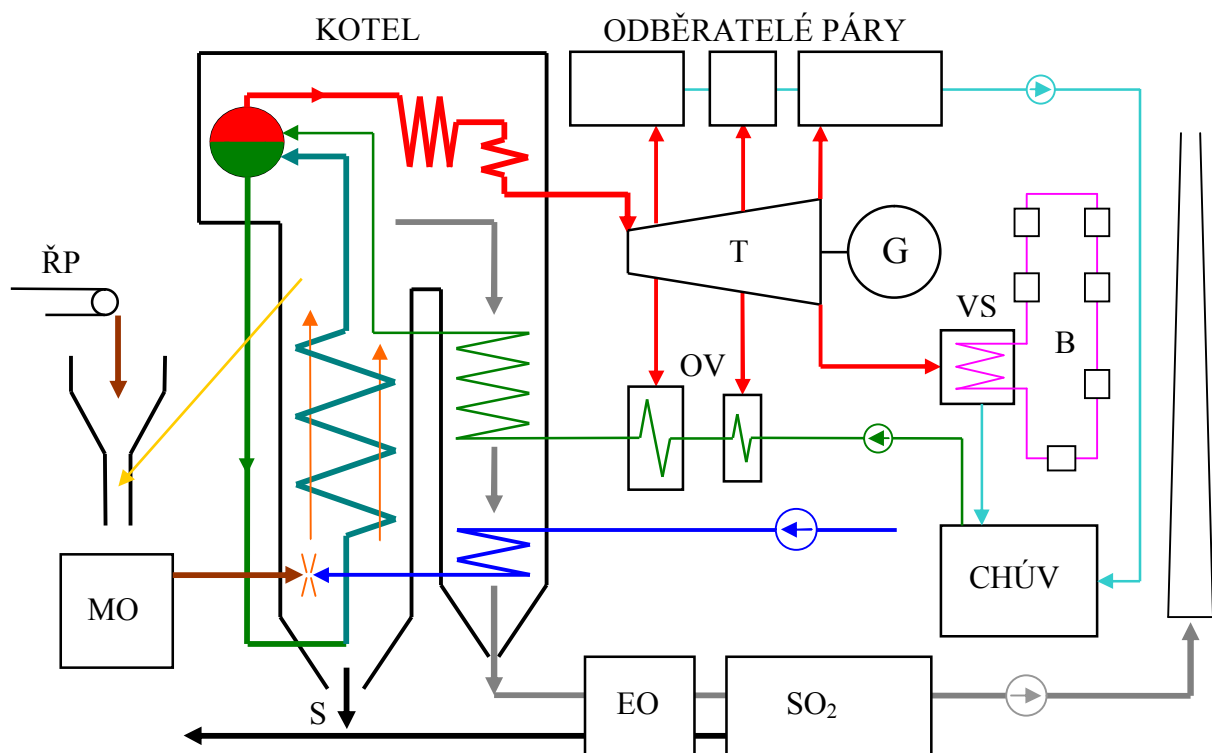 KOTEL
ODBĚRATELÉ PÁRY
ŘP
T
G
VS
OV
B
MO
CHÚV
S
EO
SO₂